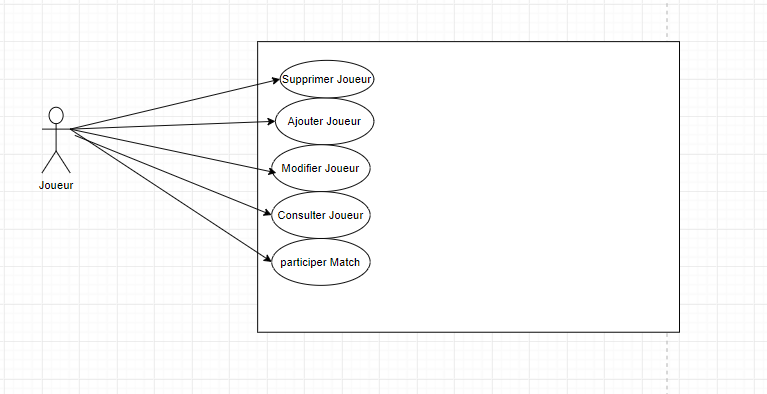 Supprimer Joueur
Ajouter Joueur
Modifier Joueur
Joueur
Consulter Joueur
participer Match